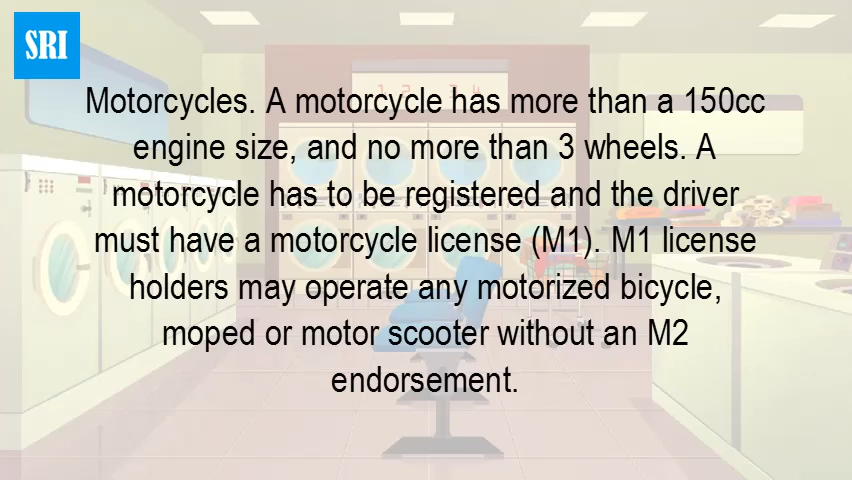 SRI
Motorcycles. A motorcycle has more than a 150cc
engine size, and no more than 3 wheels. A
motorcycle has to be registered and the driver
must have a motorcycle license (M1). M1 license
holders may operate any motorized bicycle,
moped or motor scooter without an M2
endorsement.